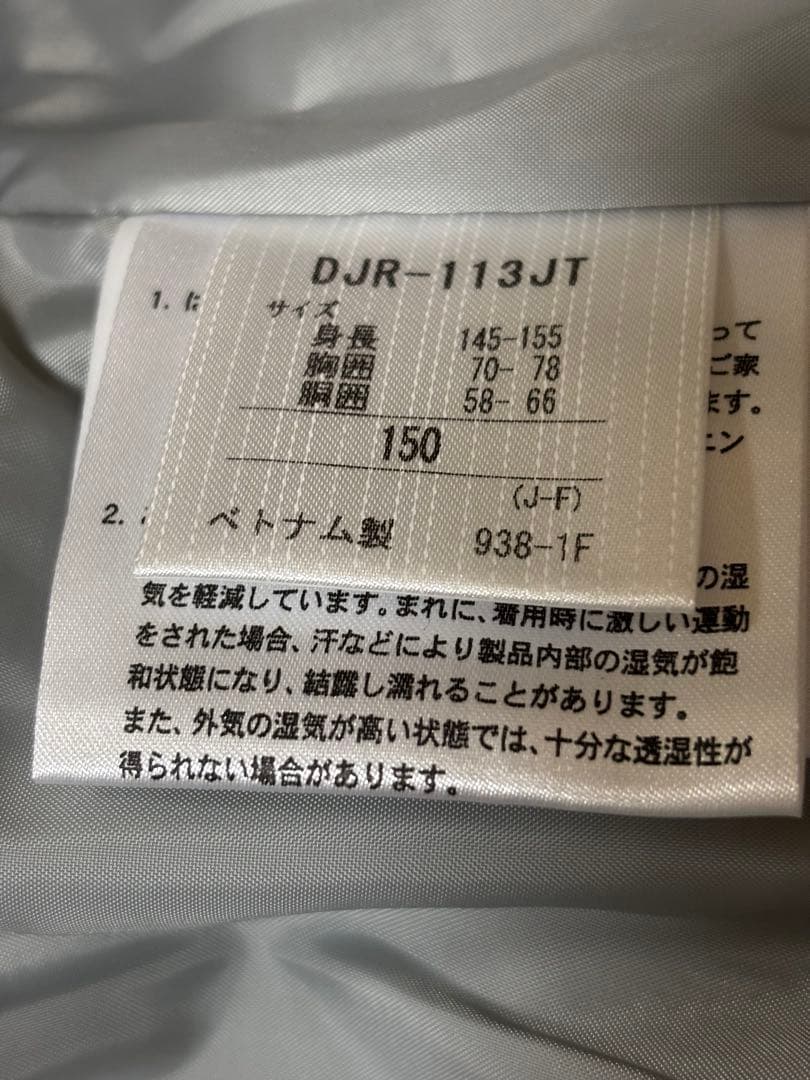 DJR-113JT
サイズ
身長 145-155
胸囲 70- 78
胴囲 58- 66
150
(J-F)
ベトナム製 938-1F
1. は
って
ご家
ます。
ニン
2.
の湿
気を軽減しています。まれに、着用時に激しい運動
をされた場合、汗などにより製品内部の湿気が飽
和状態になり、結露し濡れることがあります。
また、外気の湿気が高い状態では、十分な透湿性が
得られない場合があります。